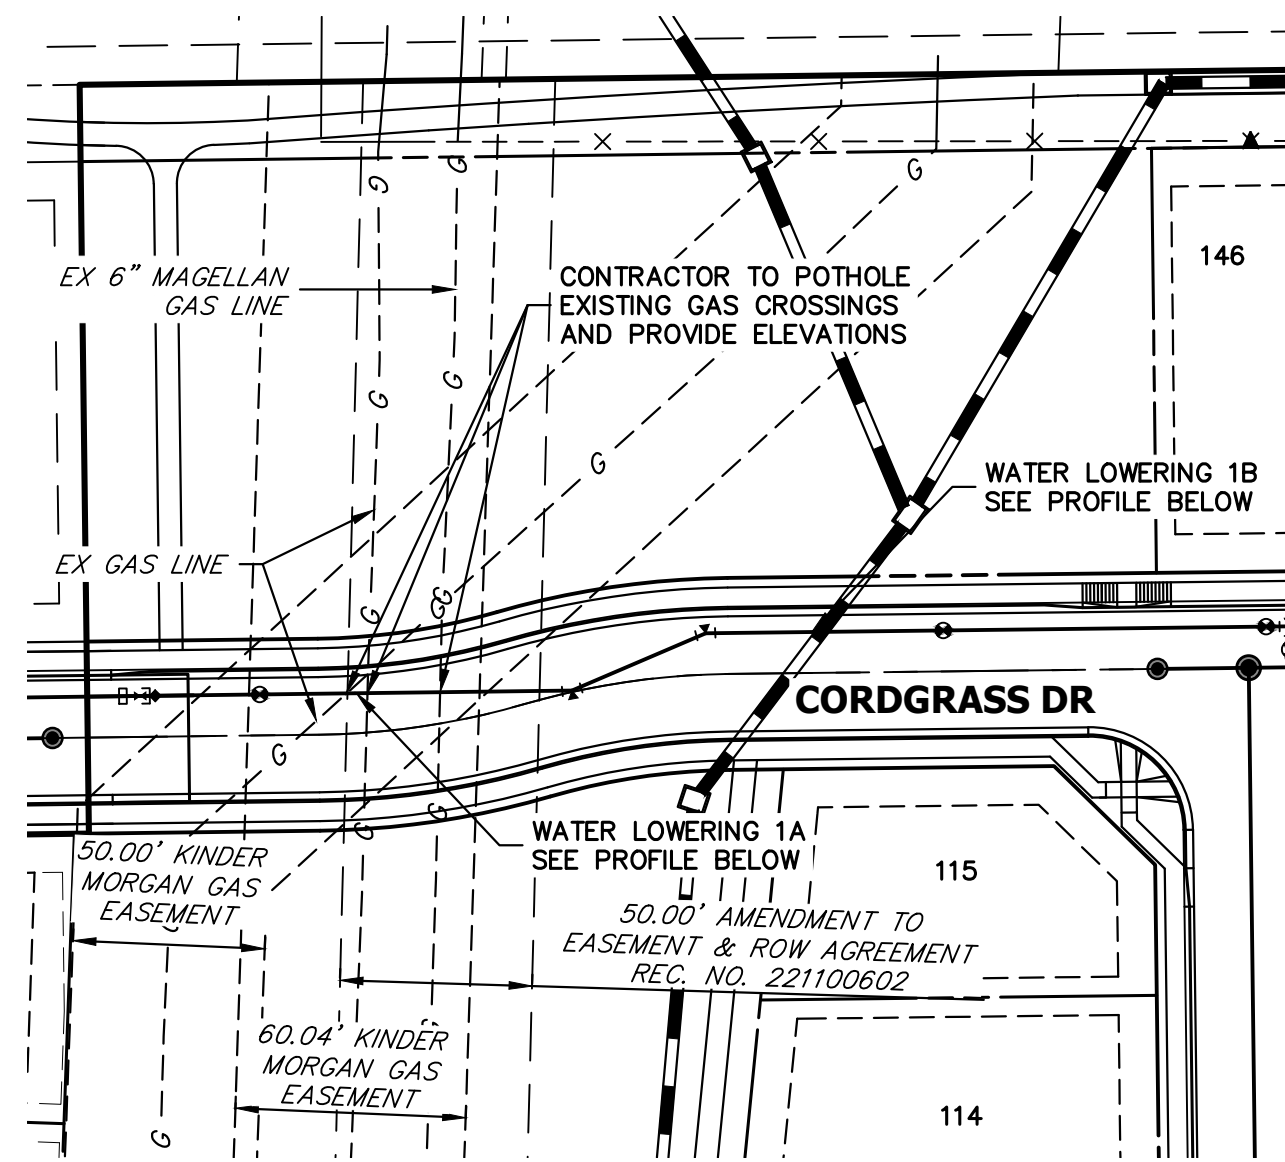 G
G
G
146
EX 6" MAGELLAN
GAS LINE
CONTRACTOR TO POTHOLE
EXISTING GAS CROSSINGS
AND PROVIDE ELEVATIONS
G
G
G
WATER LOWERING 1B
SEE PROFILE BELOW
EX GAS LINE
G
G
G
CORDGRASS DR
G
G
G
WATER LOWERING 1A
SEE PROFILE BELOW
50.00' KINDER
MORGAN GAS
EASEMENT
115
50.00' AMENDMENT TO
EASEMENT & ROW AGREEMENT
REC. NO. 221100602
60.04' KINDER
MORGAN GAS
EASEMENT
114
G